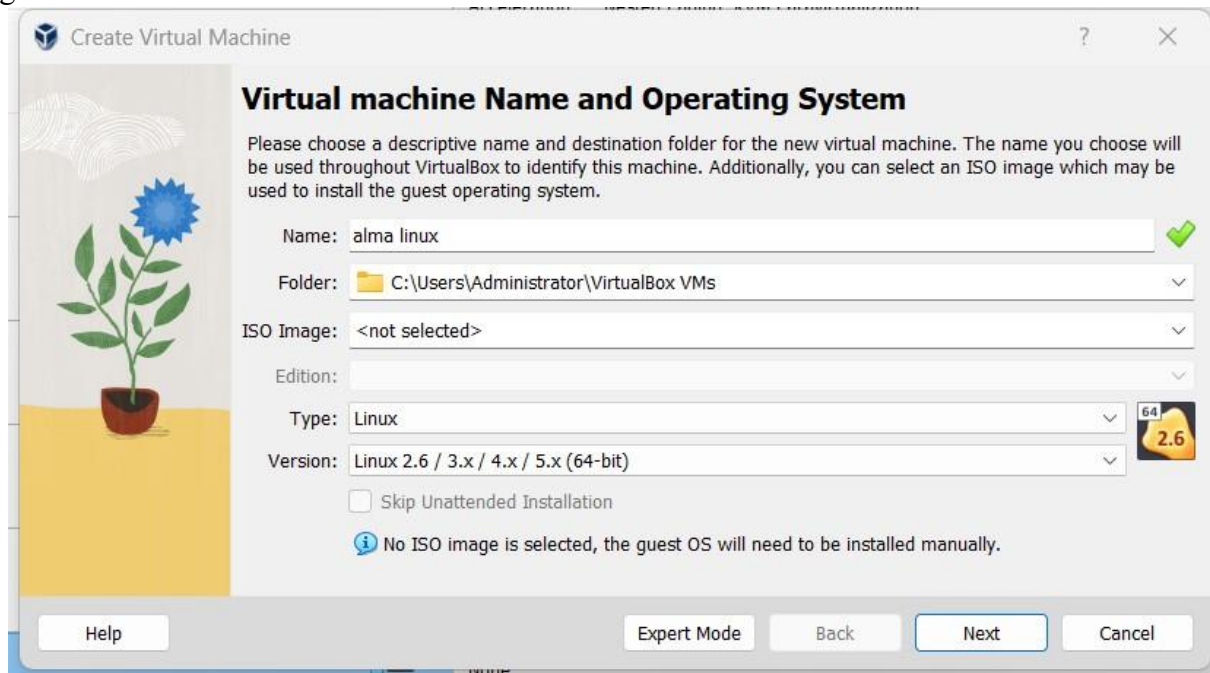 Create Virtual Machine
?
Virtual machine Name and Operating System
Please choose a descriptive name and destination folder for the new virtual machine. The name you choose will
be used throughout VirtualBox to identify this machine. Additionally, you can select an ISO image which may be
used to install the guest operating system.
Name: alma linux
Folder: C:\Users\Administrator\VirtualBox VMs
ISO Image: <not selected>
Edition:
Type: Linux
64
2.6
Version: Linux 2.6 / 3.x / 4.x / 5.x (64-bit)
Skip Unattended Installation
No ISO image is selected, the guest OS will need to be installed manually.
Help Expert Mode Back Next Cancel